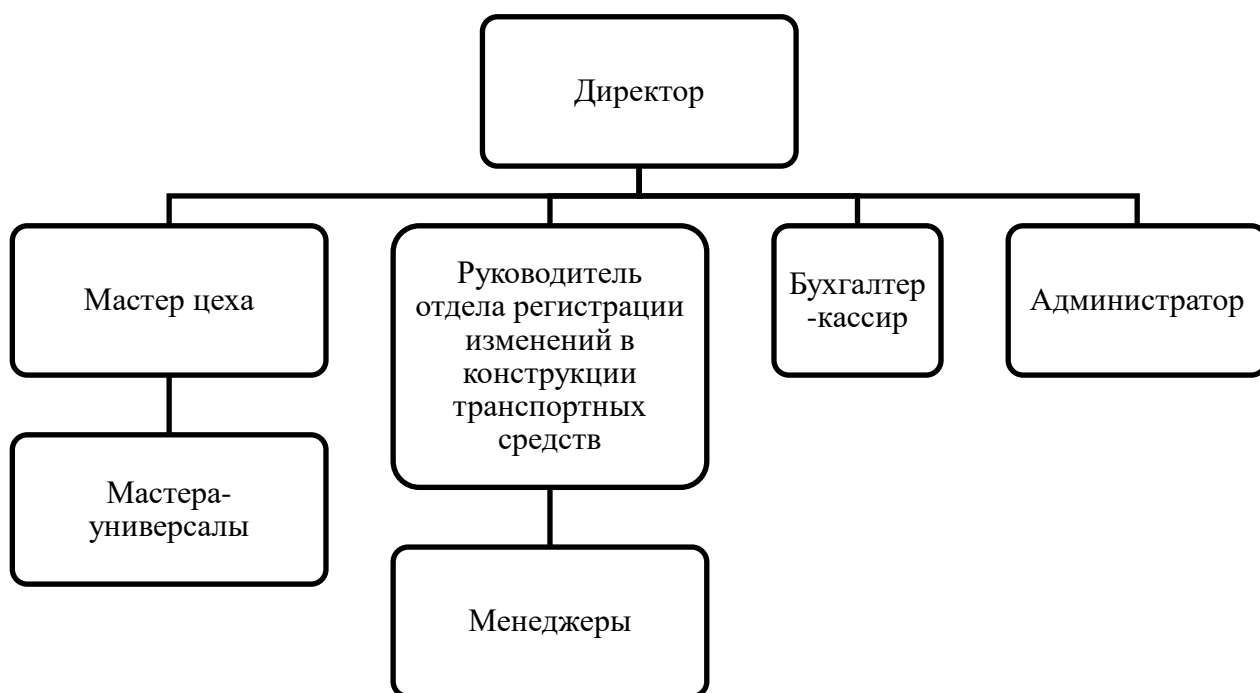 Директор
Мастер цеха
Руководитель
отдела регистрации
изменений в
конструкции
транспортных
средств
Бухгалтер
-кассир
Администратор
Мастера-
универсалы
Менеджеры